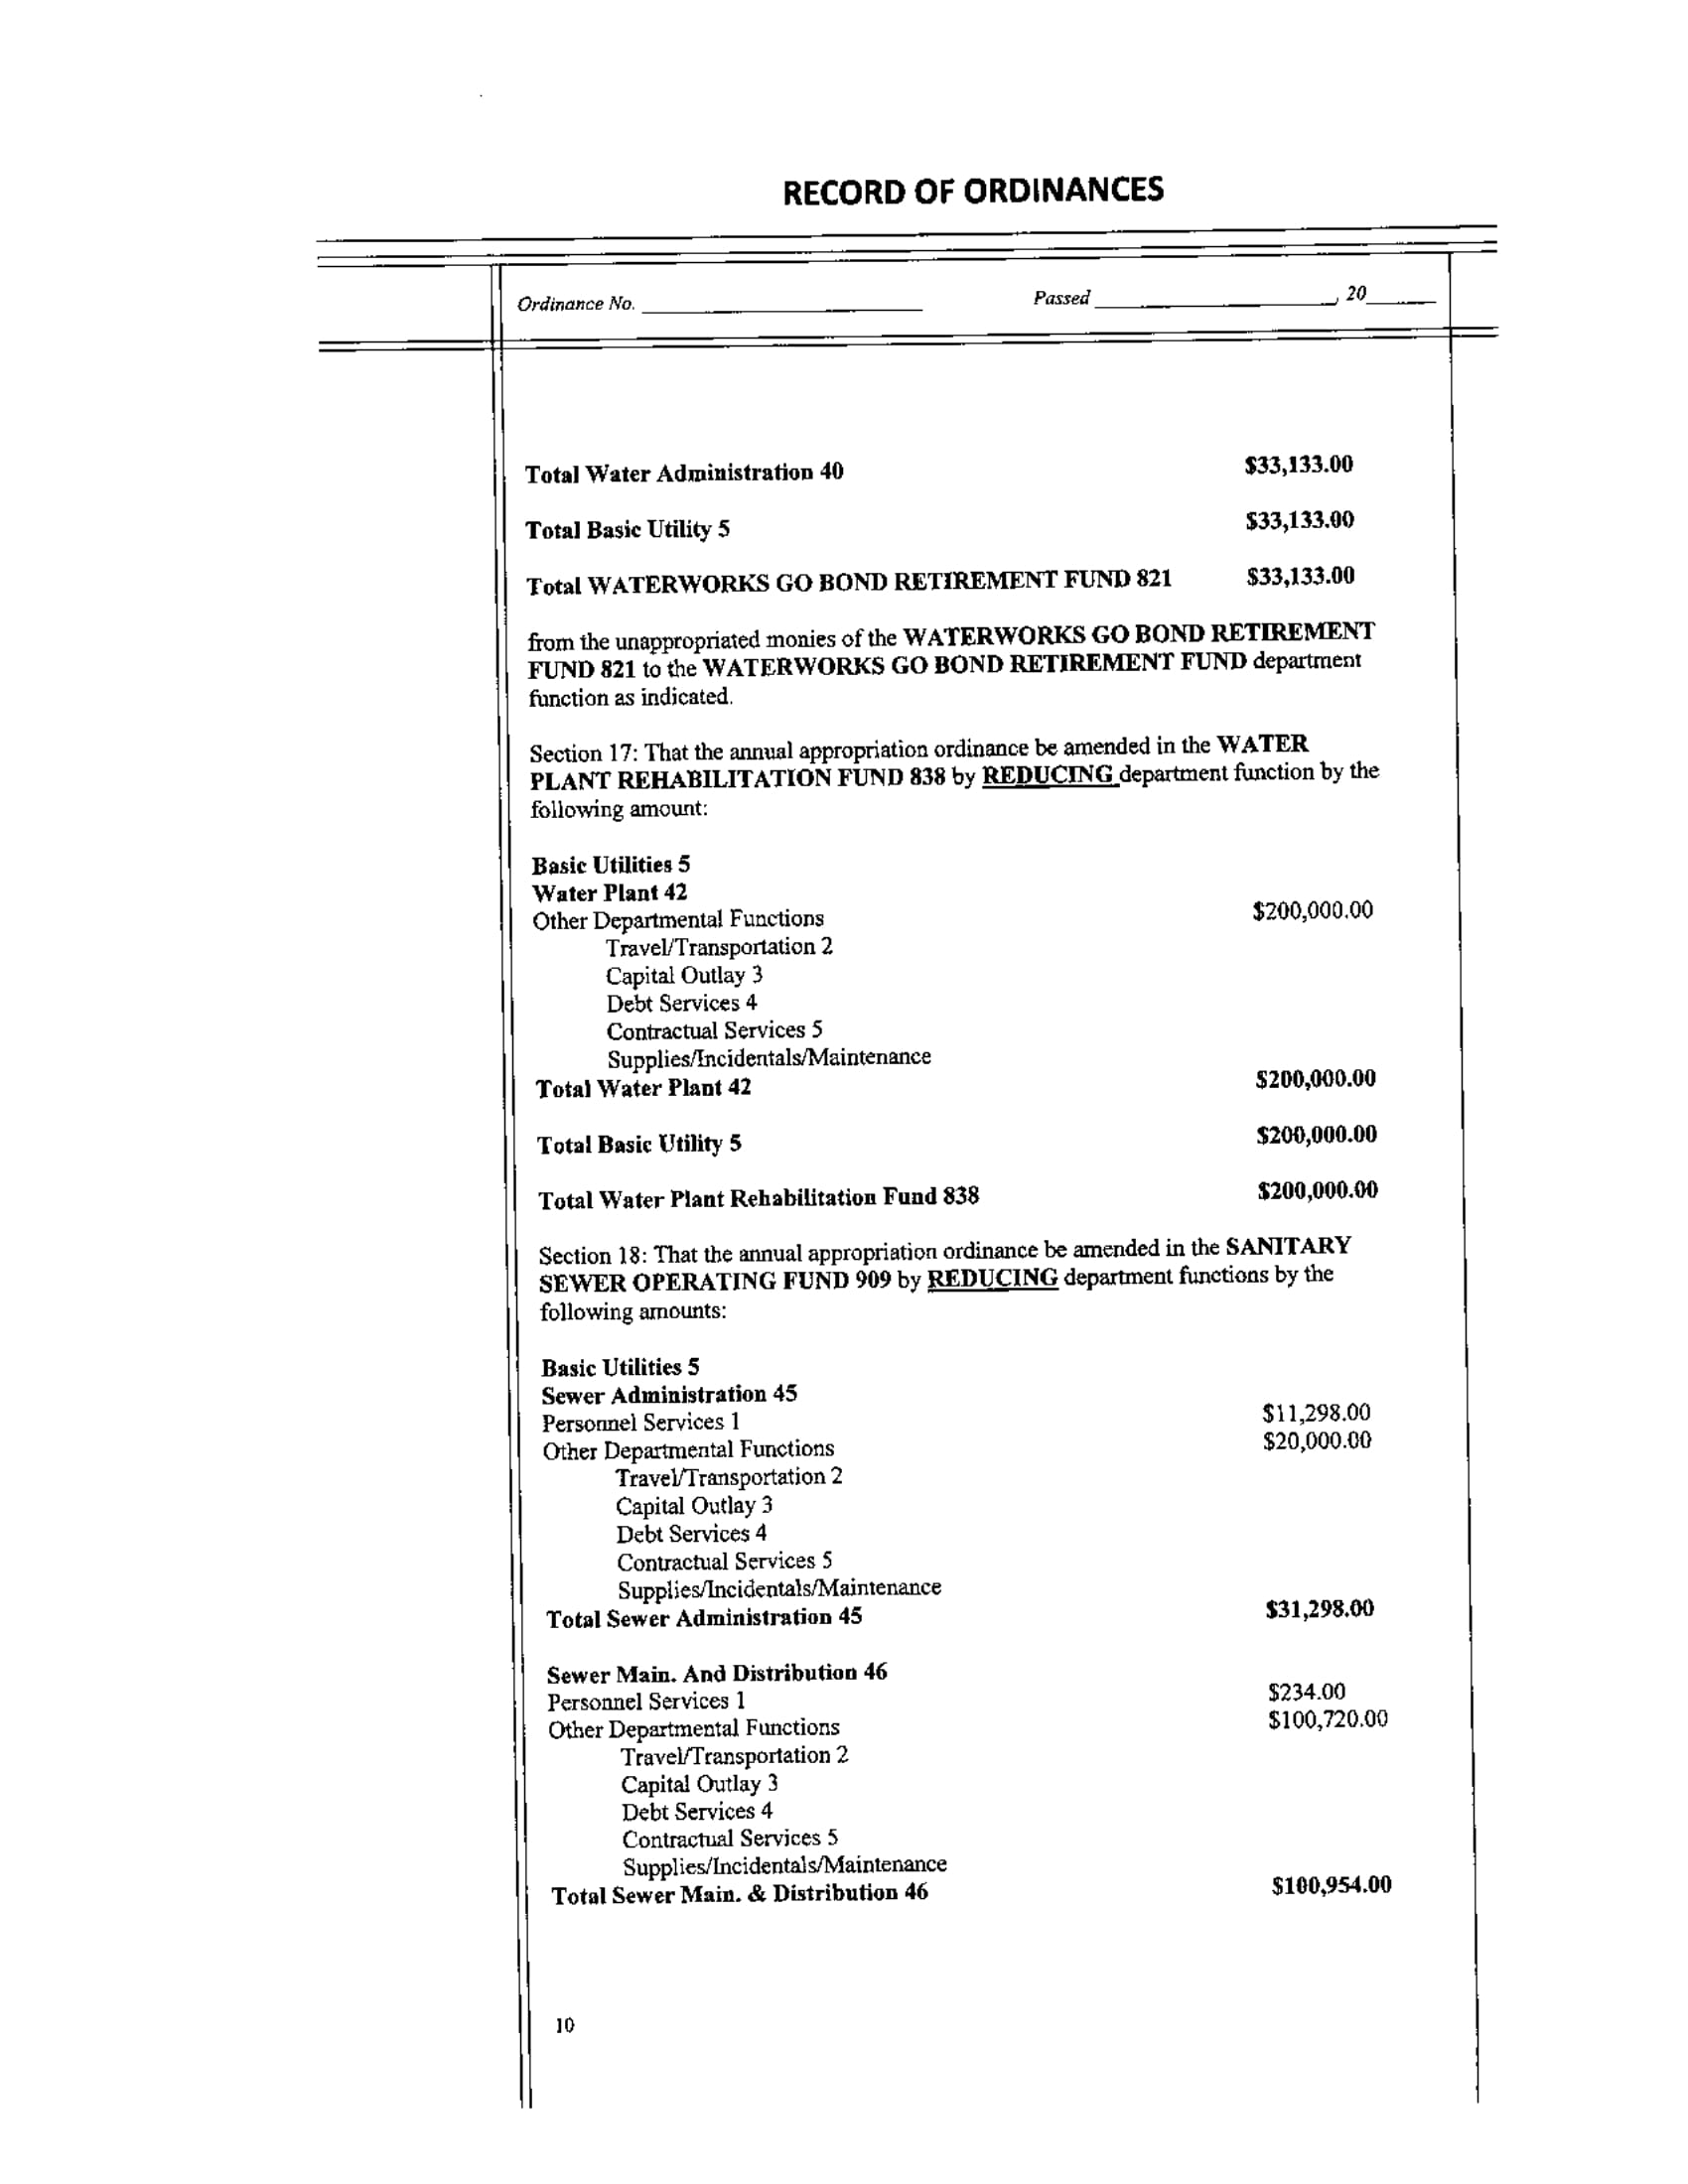 RECORD OF ORDINANCES
Ordinance No. Passed , 20
Total Water Administration 40 $33,133.00
Total Basic Utility 5 $33,133.00
Total WATERWORKS GO BOND RETIREMENT FUND 821 $33,133.00
from the unappropriated monies of the WATERWORKS GO BOND RETIREMENT
FUND 821 to the WATERWORKS GO BOND RETIREMENT FUND department
function as indicated.
Section 17: That the annual appropriation ordinance be amended in the WATER
PLANT REHABILITATION FUND 838 by REDUCING department function by the
following amount:
Basic Utilities 5
Water Plant 42
Other Departmental Functions $200,000.00
Travel/Transportation 2
Capital Outlay 3
Debt Services 4
Contractual Services 5
Supplies/Incidentals/Maintenance
Total Water Plant 42 $200,000.00
Total Basic Utility 5 $200,000.00
Total Water Plant Rehabilitation Fund 838 $200,000.00
Section 18: That the annual appropriation ordinance be amended in the SANITARY
SEWER OPERATING FUND 909 by REDUCING department functions by the
following amounts:
Basic Utilities 5
Sewer Administration 45
Personnel Services 1 $11,298.00
Other Departmental Functions $20,000.00
Travel/Transportation 2
Capital Outlay 3
Debt Services 4
Contractual Services 5
Supplies/Incidentals/Maintenance
Total Sewer Administration 45 $31,298.00
Sewer Main. And Distribution 46
Personnel Services 1 $234.00
Other Departmental Functions $100,720.00
Travel/Transportation 2
Capital Outlay 3
Debt Services 4
Contractual Services 5
Supplies/Incidentals/Maintenance
Total Sewer Main. & Distribution 46 $100,954.00
10